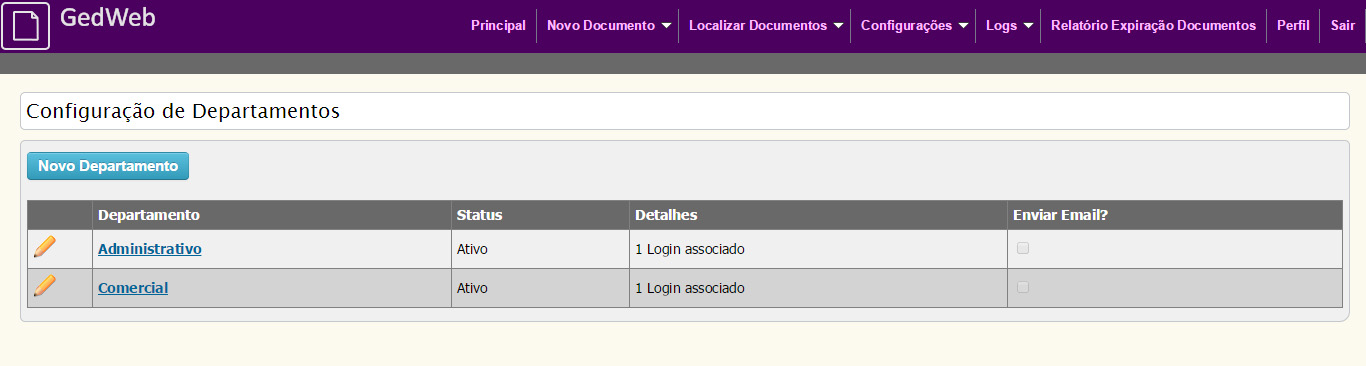 GedWeb
Principal Novo Documento Localizar Documentos Configurações Logs Relatório Expiração Documentos Perfil Sair
Configuração de Departamentos
Novo Departamento
Departamento Status Detalhes Enviar Email?
Administrativo Ativo 1 Login associado
Comercial Ativo 1 Login associado